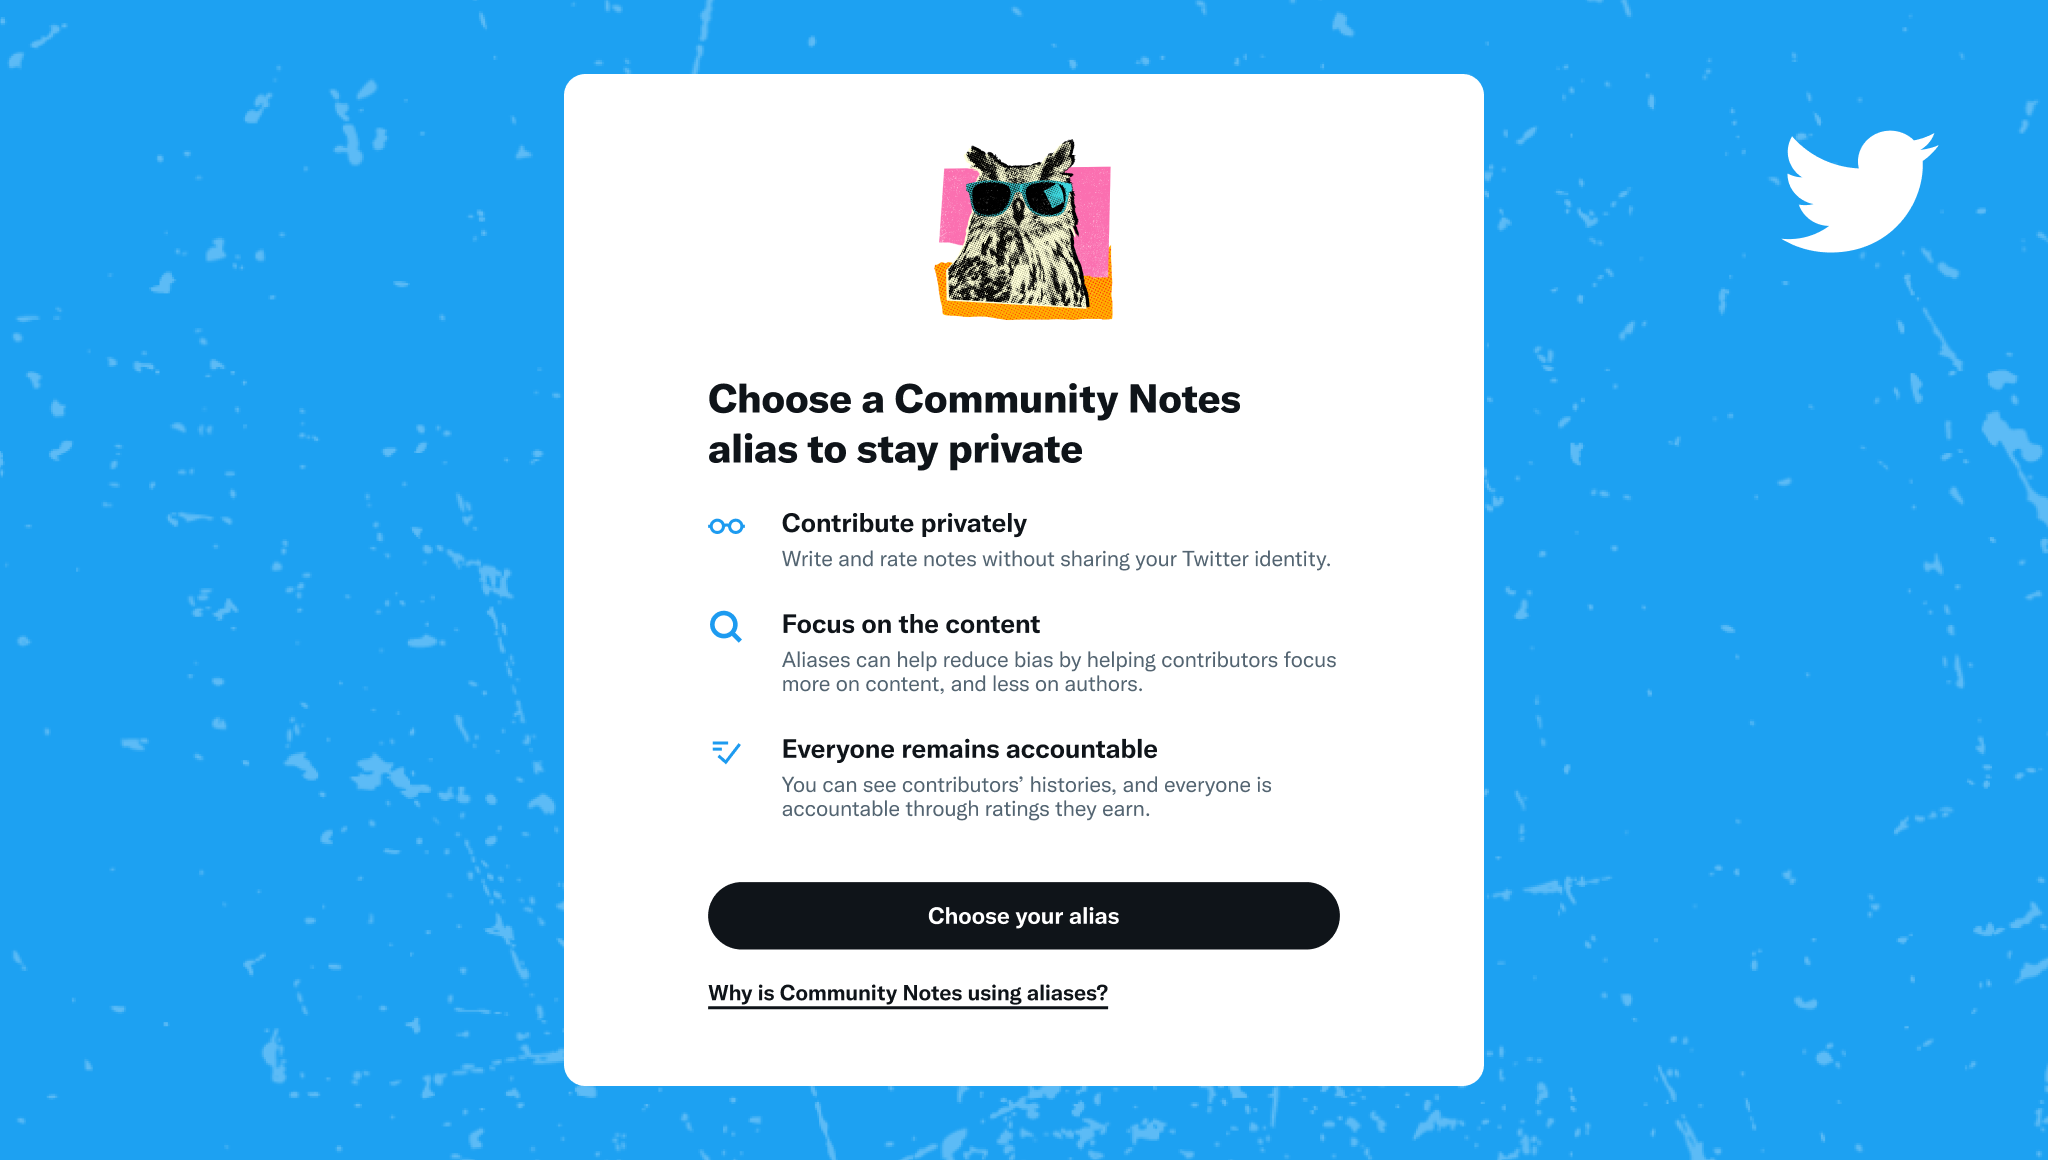 Choose a Community Notes
alias to stay private
Contribute privately
Write and rate notes without sharing your Twitter identity.
Focus on the content
Aliases can help reduce bias by helping contributors focus
more on content, and less on authors.
Everyone remains accountable
You can see contributors’ histories, and everyone is
accountable through ratings they earn.
Choose your alias
Why is Community Notes using aliases?